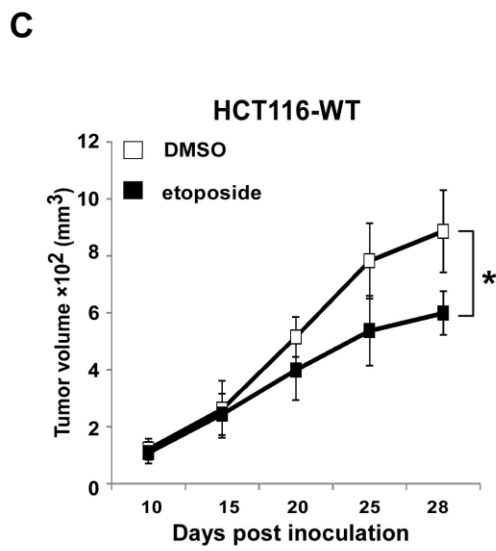 C
HCT116-WT
DMSO
etoposide
Tumor volume ×10² (mm³)
12
10
8
6
4
2
0
*
10 15 20 25 28
Days post inoculation